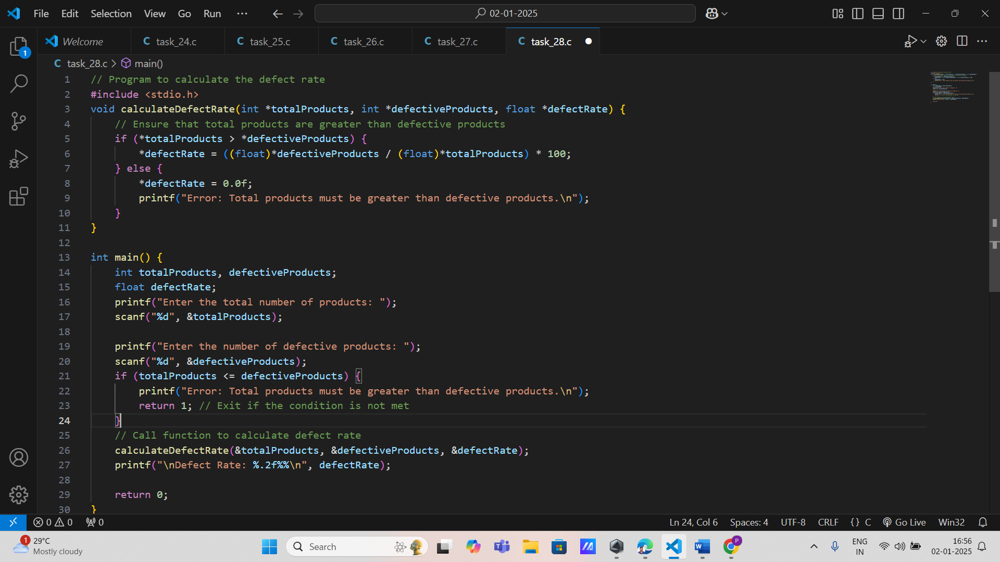 File Edit Selection View Go Run ··· 02-01-2025
1 Welcome task_24.c task_25.c task_26.c task_27.c task_28.c
C task_28.c > main()
1 // Program to calculate the defect rate
2 #include <stdio.h>
3 void calculateDefectRate(int *totalProducts, int *defectiveProducts, float *defectRate) {
4 // Ensure that total products are greater than defective products
5 if (*totalProducts > *defectiveProducts) {
6 *defectRate = ((float)*defectiveProducts / (float)*totalProducts) * 100;
7 } else {
8 *defectRate = 0.0f;
9 printf("Error: Total products must be greater than defective products.\n");
10 }
11 }
12
13 int main() {
14 int totalProducts, defectiveProducts;
15 float defectRate;
16 printf("Enter the total number of products: ");
17 scanf("%d", &totalProducts);
18
19 printf("Enter the number of defective products: ");
20 scanf("%d", &defectiveProducts);
21 if (totalProducts <= defectiveProducts) {
22 printf("Error: Total products must be greater than defective products.\n");
23 return 1; // Exit if the condition is not met
24 }
25 // Call function to calculate defect rate
26 calculateDefectRate(&totalProducts, &defectiveProducts, &defectRate);
27 printf("\nDefect Rate: %.2f%%\n", defectRate);
28
29 return 0;
30 }
0 0 0 Ln 24, Col 6 Spaces: 4 UTF-8 CRLF {} C Go Live Win32
1 29°C
Mostly cloudy
Search
ENG
IN
16:56
02-01-2025